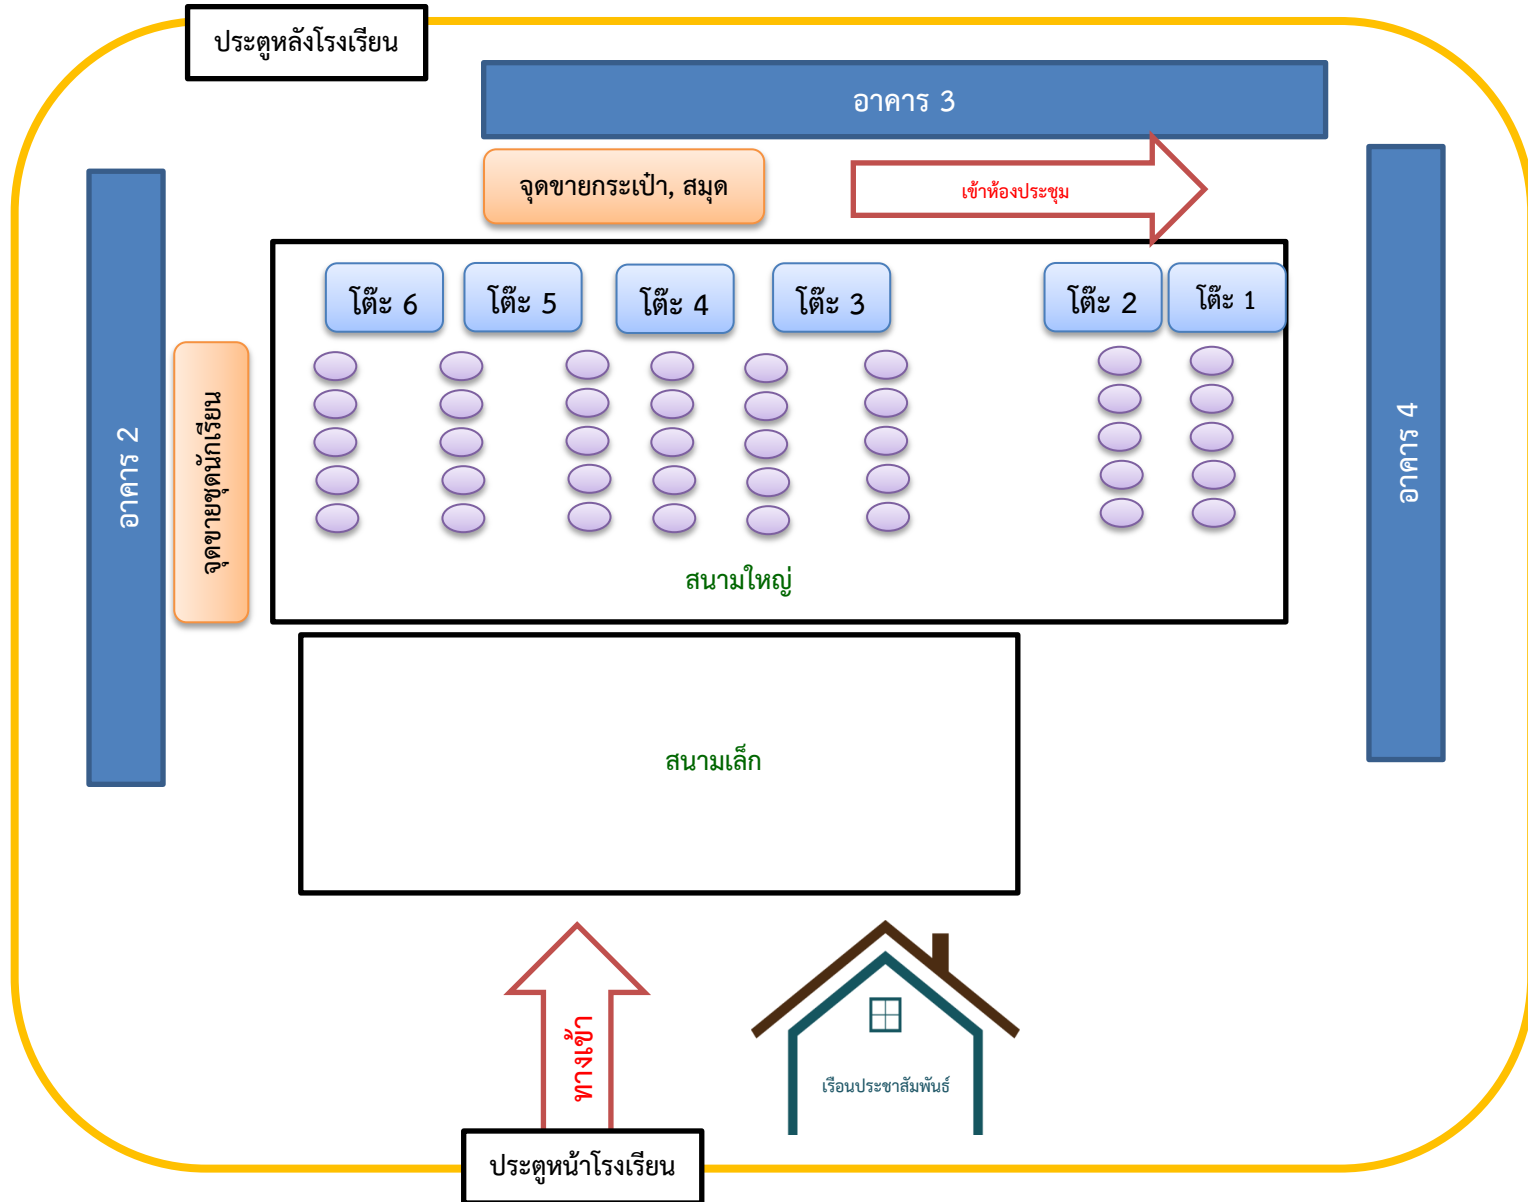 ประตูหลังโรงเรียน
อาคาร 3
จุดขายกระเป๋า, สมุด
เข้าห้องประชุม
โต๊ะ 6
โต๊ะ 5
โต๊ะ 4
โต๊ะ 3
โต๊ะ 2
โต๊ะ 1
อาคาร 2
จุดขายชุดนักเรียน
อาคาร 4
สนามใหญ่
สนามเล็ก
ทางเข้า
เรือนประชาสัมพันธ์
ประตูหน้าโรงเรียน